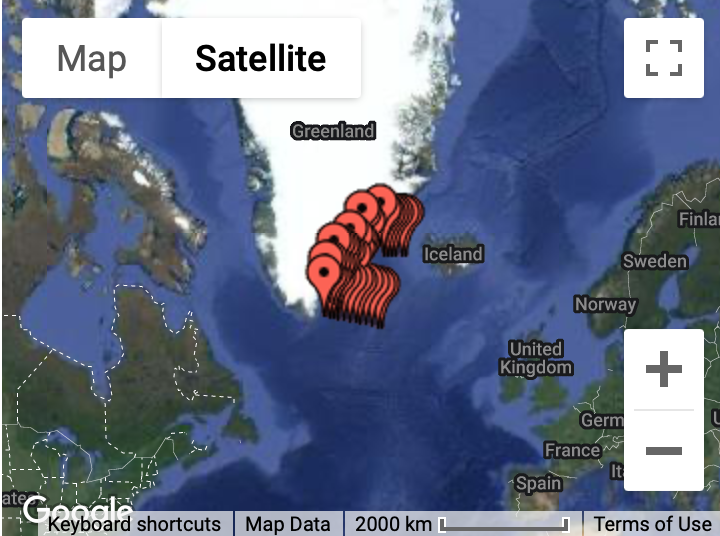 Map
Satellite
Greenland
Iceland
Finlan
Sweden
Norway
United
Kingdom
Germ
France
Spain
Google
Keyboard shortcuts
Map Data
2000 km
Terms of Use